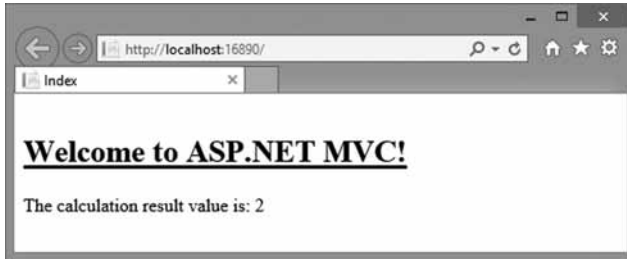 http://localhost:16890/
Index
Welcome to ASP.NET MVC!
The calculation result value is: 2